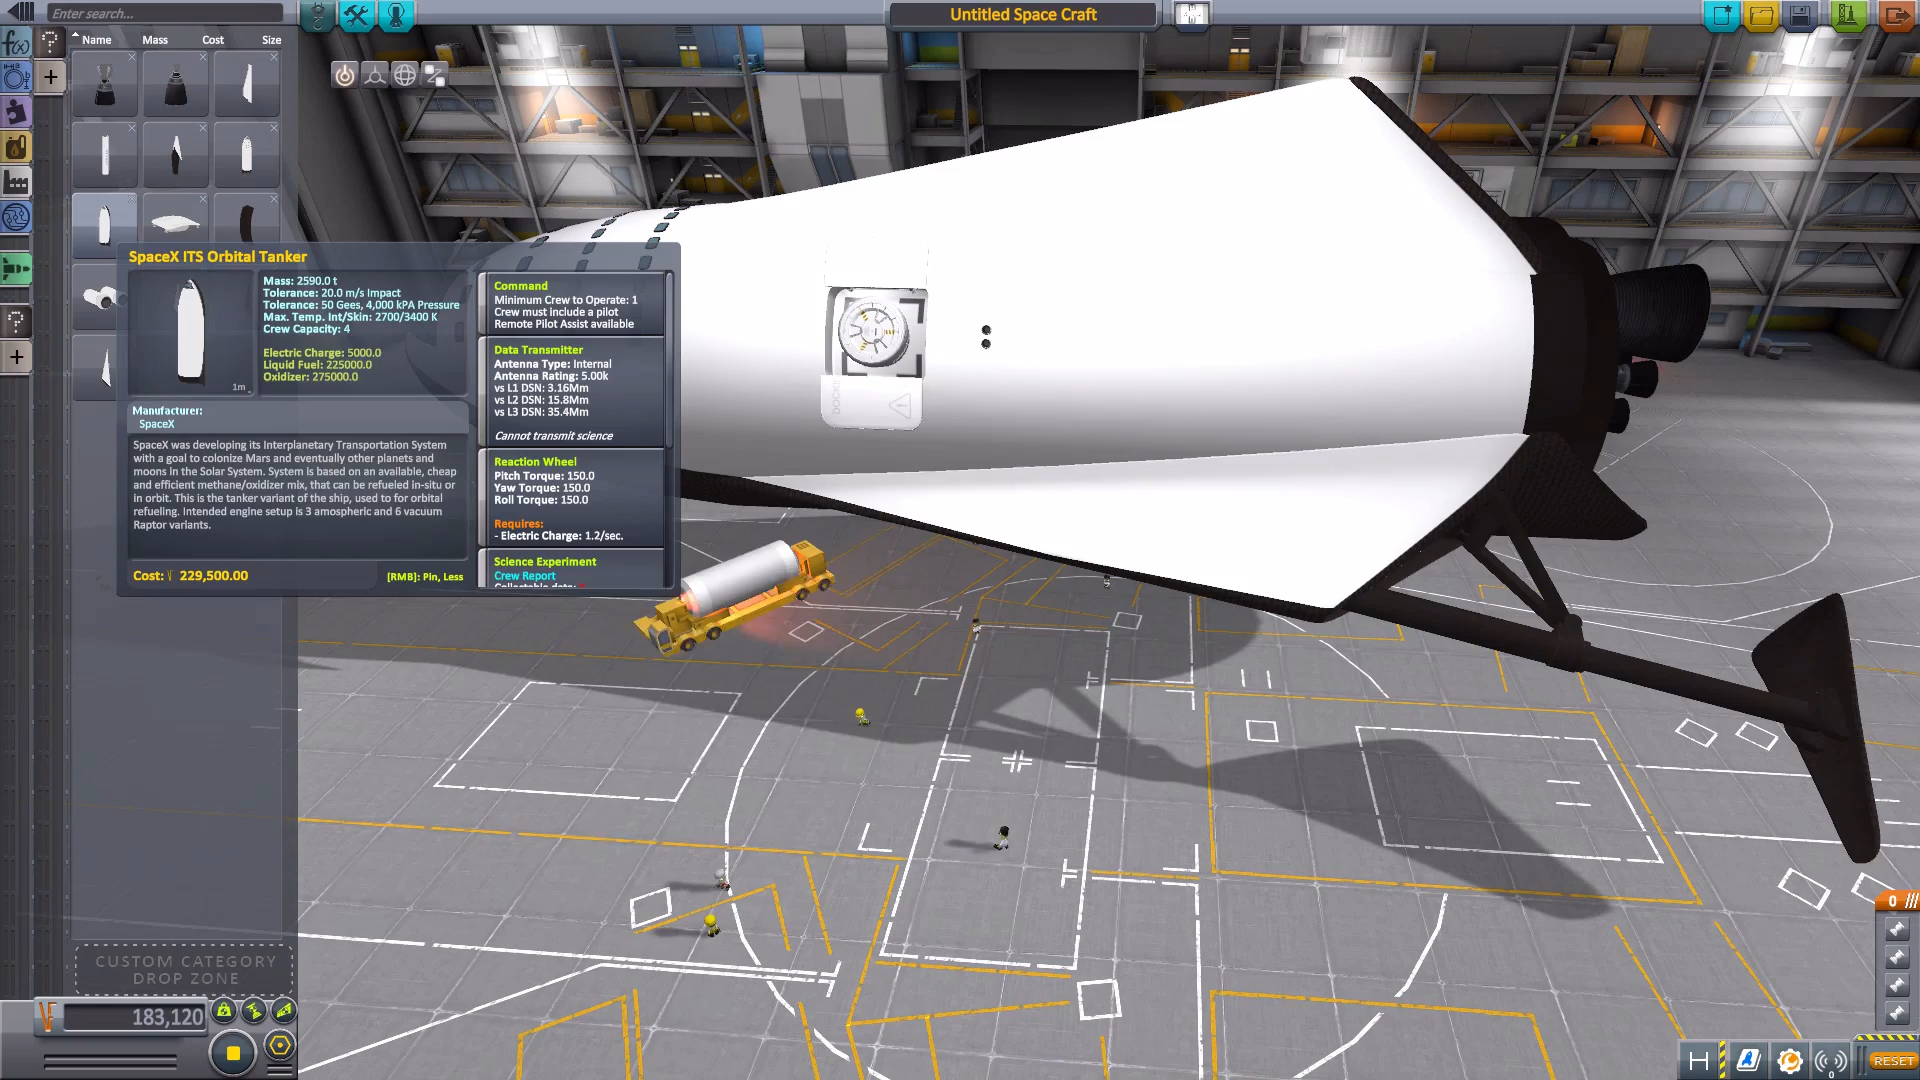 Enter search...
Untitled Space Craft
Name Mass Cost Size
SpaceX ITS Orbital Tanker
Mass: 2590.0 t
Tolerance: 20.0 m/s Impact
Tolerance: 50 Gees, 4,000 kPA Pressure
Max. Temp. Int/Skin: 2700/3400 K
Crew Capacity: 4
Electric Charge: 5000.0
Liquid Fuel: 225000.0
Oxidizer: 275000.0
1m
Manufacturer:
SpaceX
SpaceX was developing its Interplanetary Transportation System
with a goal to colonize Mars and eventually other planets and
moons in the Solar System. System is based on an available, cheap
and efficient methane/oxidizer mix, that can be refueled in-situ or
in orbit. This is the tanker variant of the ship, used to for orbital
refueling. Intended engine setup is 3 amospheric and 6 vacuum
Raptor variants.
Cost: 229,500.00
[RMB]: Pin, Less
Command
Minimum Crew to Operate: 1
Crew must include a pilot
Remote Pilot Assist available
Data Transmitter
Antenna Type: Internal
Antenna Rating: 5.00k
vs L1 DSN: 3.16Mm
vs L2 DSN: 15.8Mm
vs L3 DSN: 35.4Mm
Cannot transmit science
Reaction Wheel
Pitch Torque: 150.0
Yaw Torque: 150.0
Roll Torque: 150.0
Requires:
- Electric Charge: 1.2/sec.
Science Experiment
Crew Report
CUSTOM CATEGORY
DROP ZONE
183,120
0
0
RESET